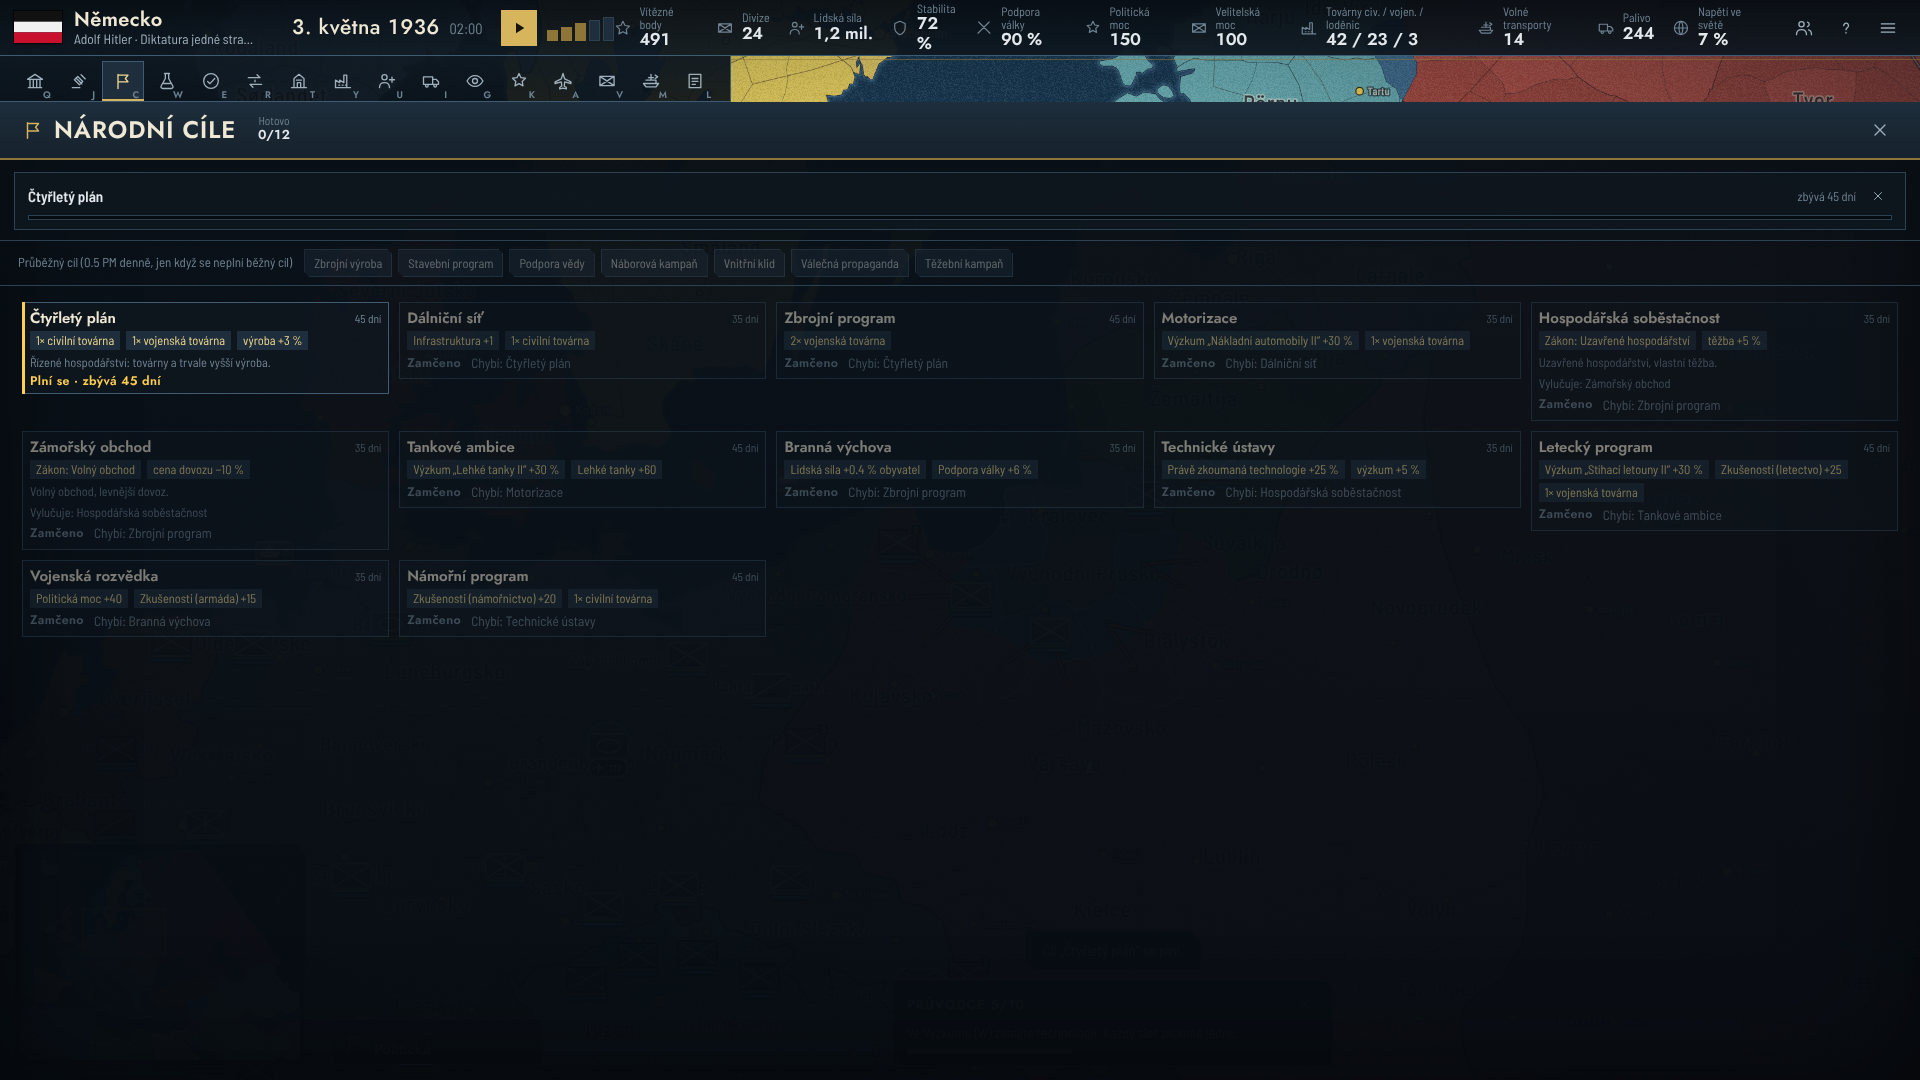 Německo
Adolf Hitler · Diktatura jedné stra...
3. května 1936 02:00
Vítězné body 491
Divize 24
Lidská síla 1,2 mil.
Stabilita 72 %
Podpora války 90 %
Politická moc 150
Velitelská moc 100
Továrny civ. / vojen. / loděnic 42 / 23 / 3
Volné transporty 14
Palivo 244
Napětí ve světě 7 %
?
Q J C W E R T Y U I G K A V M L
Tartu
NÁRODNÍ CÍLE
Hotovo
0/12
Čtyřletý plán
zbývá 45 dní
Průběžný cíl (0.5 PM denně, jen když se neplní běžný cíl)
Zbrojní výroba
Stavební program
Podpora vědy
Náborová kampaň
Vnitřní klid
Válečná propaganda
Těžební kampaň
Čtyřletý plán 45 dní
1× civilní továrna 1× vojenská továrna výroba +3 %
Řízené hospodářství: továrny a trvale vyšší výroba.
Plní se · zbývá 45 dní
Dálniční síť 35 dní
Infrastruktura +1 1× civilní továrna
Zamčeno Chybí: Čtyřletý plán
Zbrojní program 45 dní
2× vojenská továrna
Zamčeno Chybí: Čtyřletý plán
Motorizace 35 dní
Výzkum „Nákladní automobily II“ +30 % 1× vojenská továrna
Zamčeno Chybí: Dálniční síť
Hospodářská soběstačnost 35 dní
Zákon: Uzavřené hospodářství těžba +5 %
Uzavřené hospodářství, vlastní těžba.
Vylučuje: Zámořský obchod
Zamčeno Chybí: Zbrojní program
Zámořský obchod 35 dní
Zákon: Volný obchod cena dovozu −10 %
Volný obchod, levnější dovoz.
Vylučuje: Hospodářská soběstačnost
Zamčeno Chybí: Zbrojní program
Tankové ambice 45 dní
Výzkum „Lehké tanky II“ +30 % Lehké tanky +60
Zamčeno Chybí: Motorizace
Branná výchova 35 dní
Lidská síla +0.4 % obyvatel Podpora války +6 %
Zamčeno Chybí: Zbrojní program
Technické ústavy 35 dní
Právě zkoumaná technologie +25 % výzkum +5 %
Zamčeno Chybí: Hospodářská soběstačnost
Letecký program 45 dní
Výzkum „Stíhací letouny II“ +30 % Zkušenosti (letectvo) +25
1× vojenská továrna
Zamčeno Chybí: Tankové ambice
Vojenská rozvědka 35 dní
Politická moc +40 Zkušenosti (armáda) +15
Zamčeno Chybí: Branná výchova
Námořní program 45 dní
Zkušenosti (námořnictvo) +20 1× civilní továrna
Zamčeno Chybí: Technické ústavy